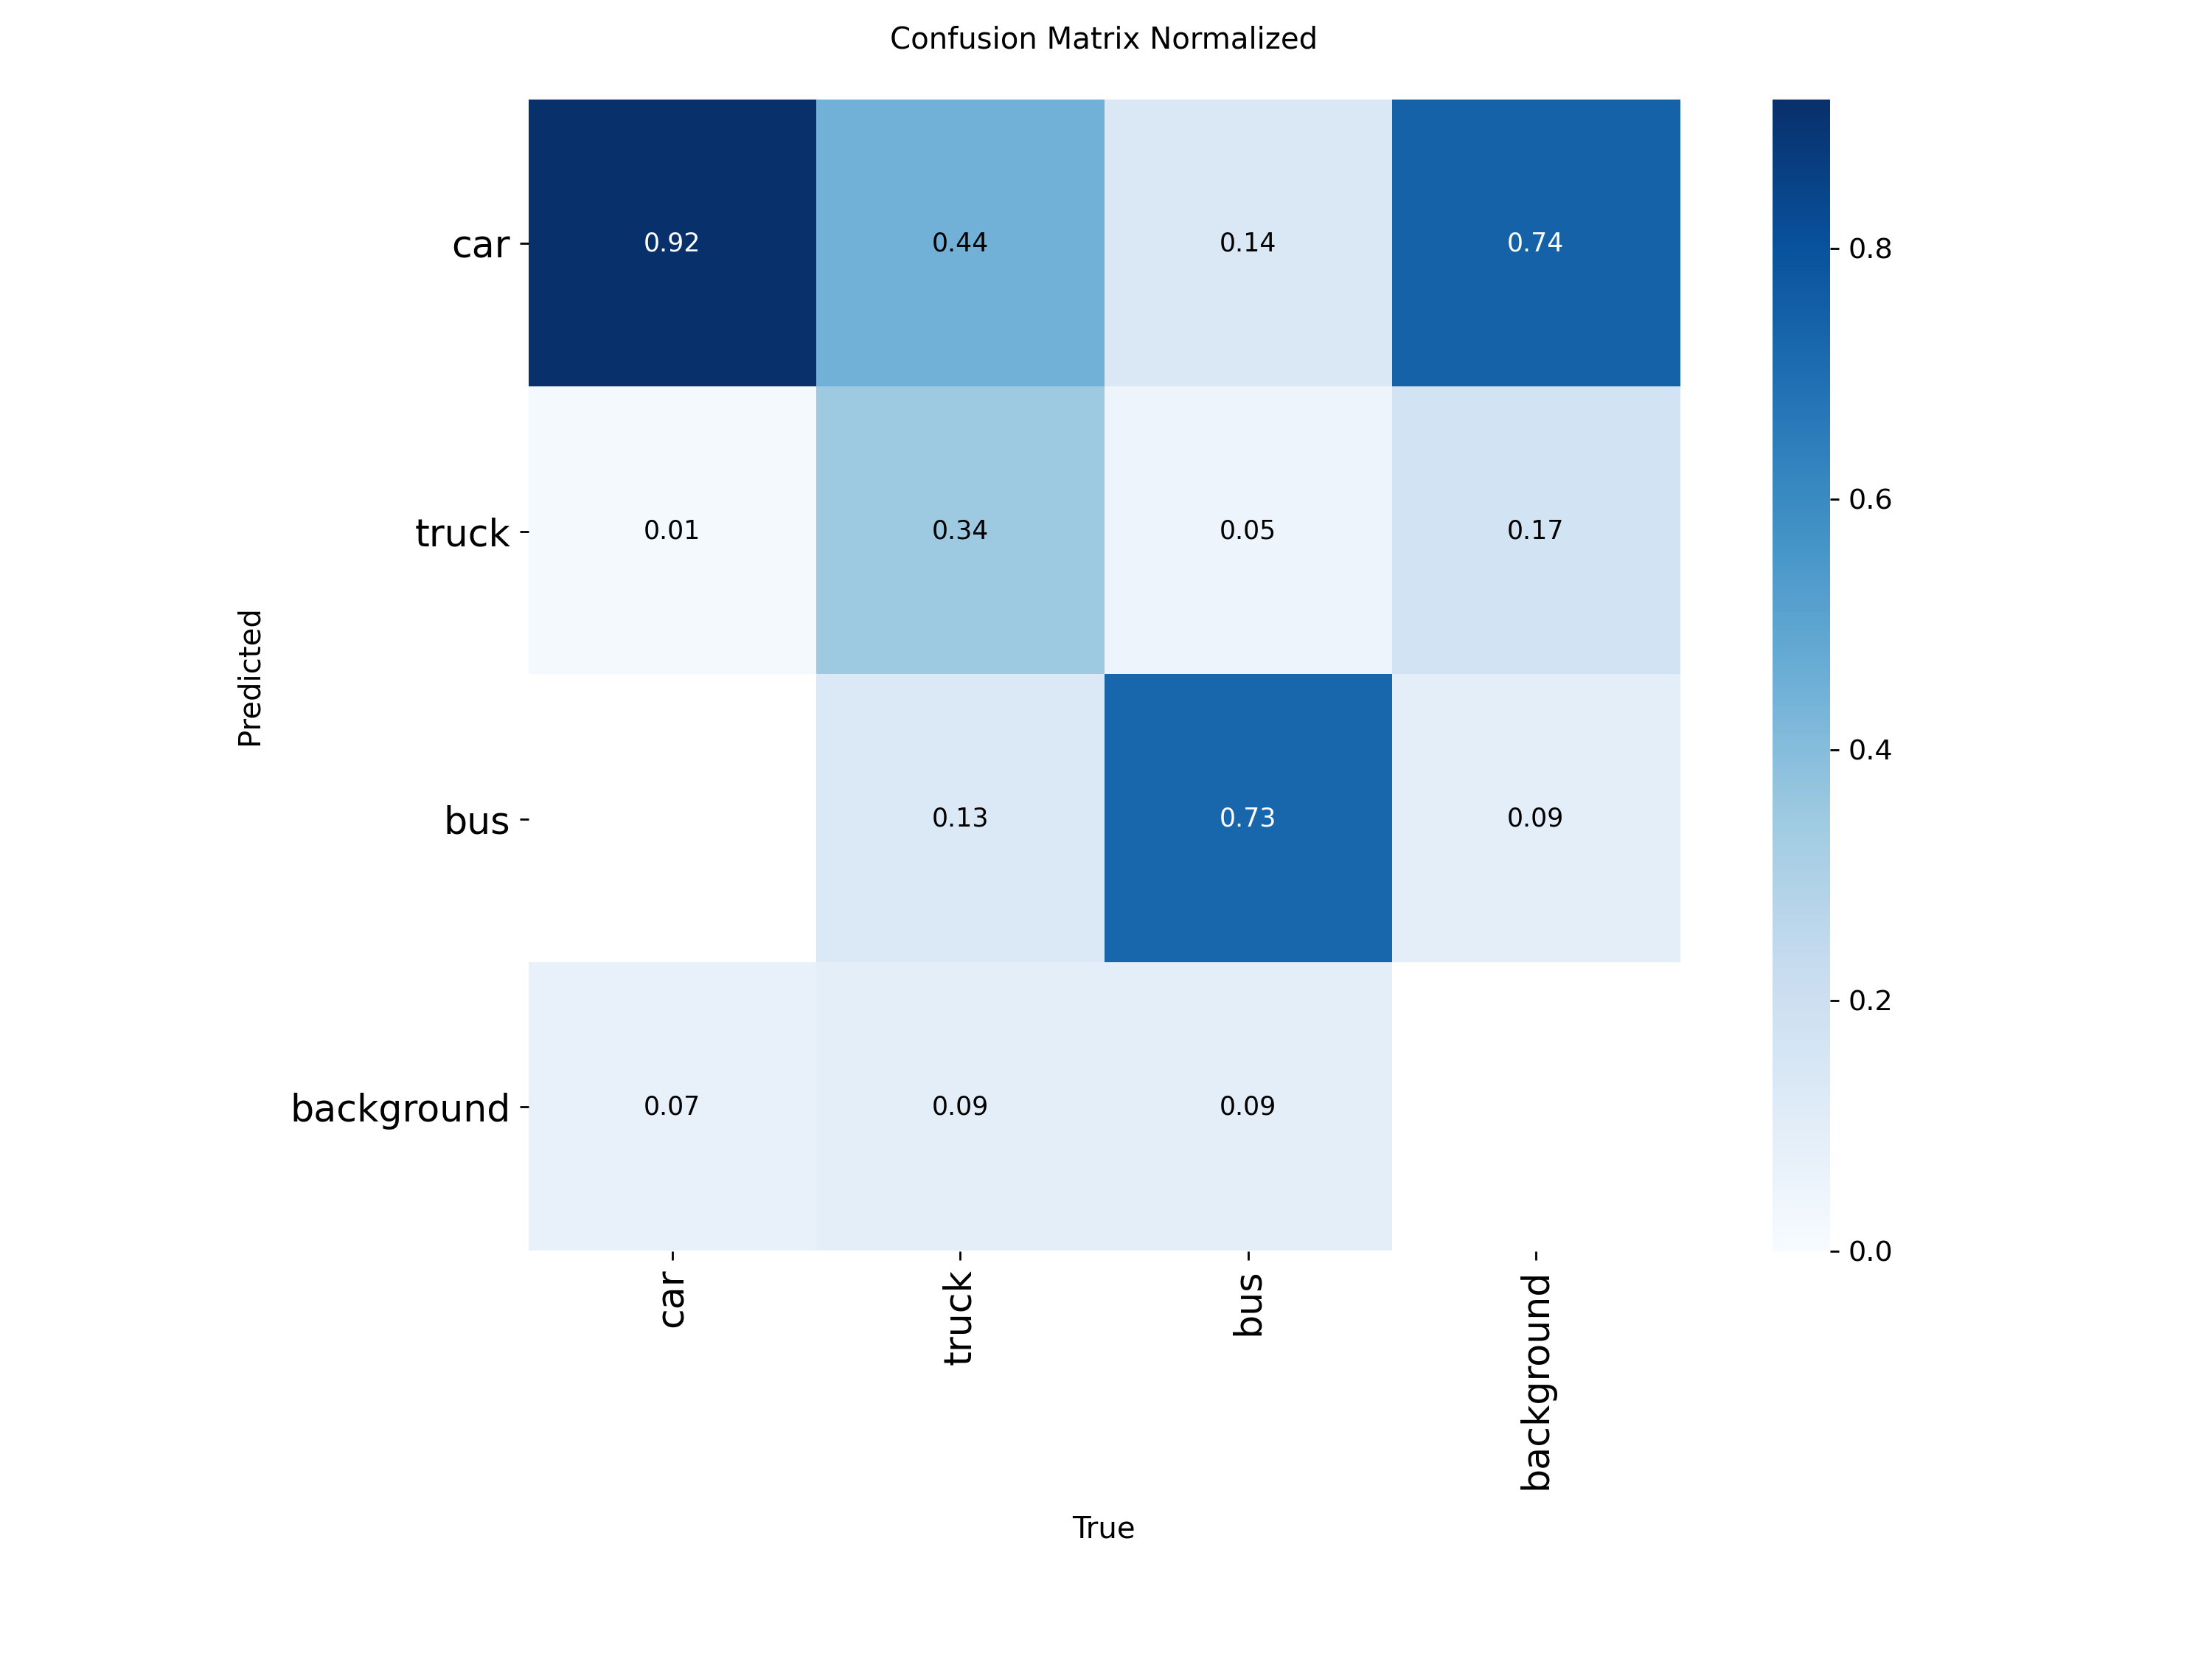 Confusion Matrix Normalized
car
0.92
0.44
0.14
0.74
truck
0.01
0.34
0.05
0.17
bus
0.13
0.73
0.09
background
0.07
0.09
0.09
Predicted
car
truck
bus
background
True
0.8
0.6
0.4
0.2
0.0